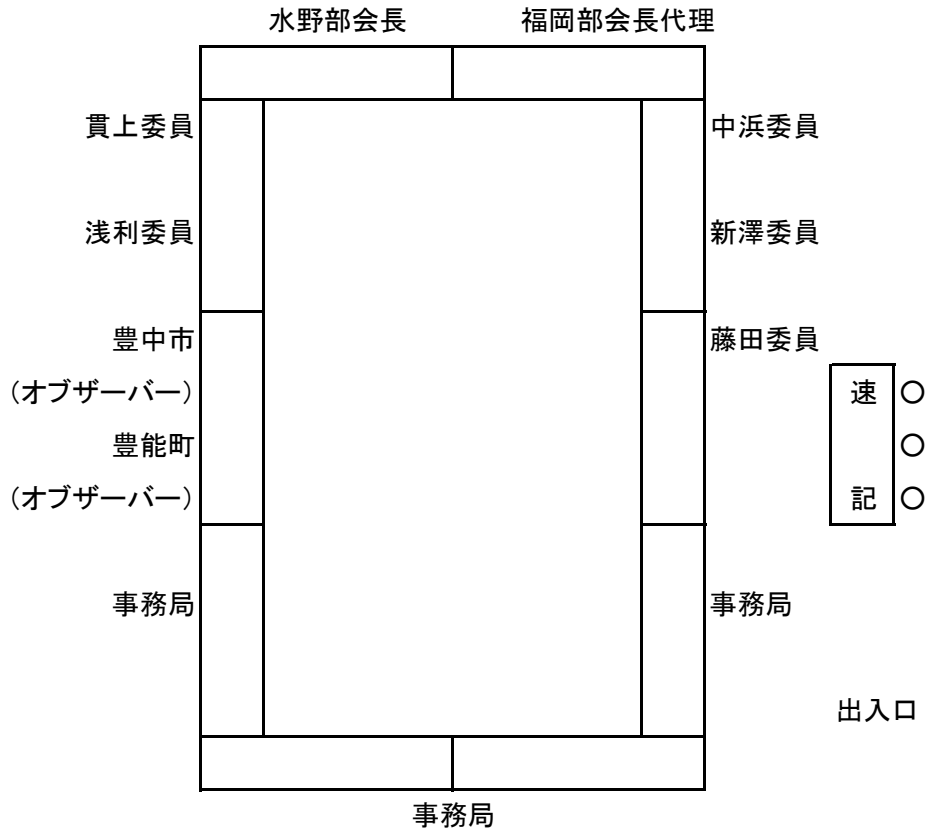 水野部会長 福岡部会長代理
貫上委員 中浜委員
浅利委員 新澤委員
豊中市 藤田委員
(オブザーバー) 速 ○
豊能町 ○
(オブザーバー) 記 ○
事務局 事務局
出入口
事務局